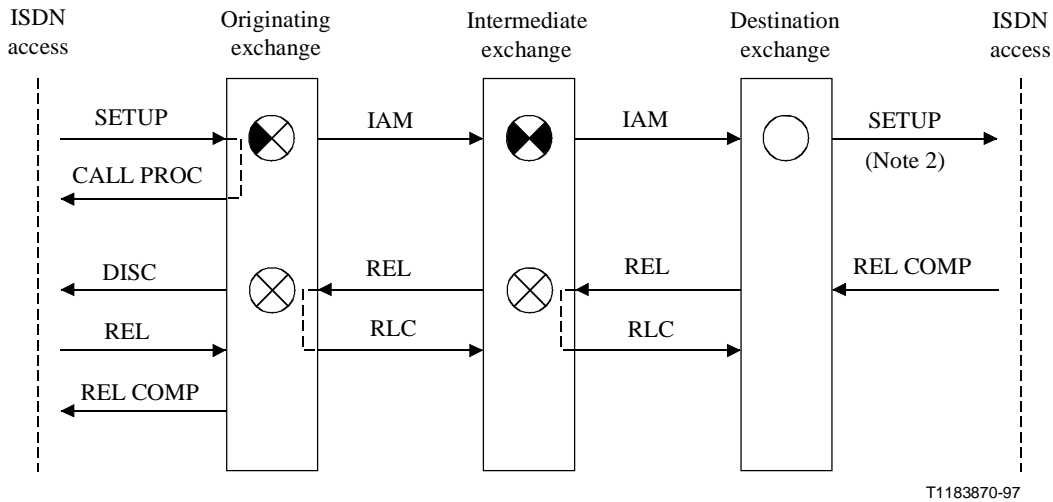 ISDN
access
Originating
exchange
Intermediate
exchange
Destination
exchange
ISDN
access
SETUP
IAM
IAM
SETUP
(Note 2)
CALL PROC
DISC
REL
REL
REL COMP
REL
RLC
RLC
REL COMP
T1183870-97